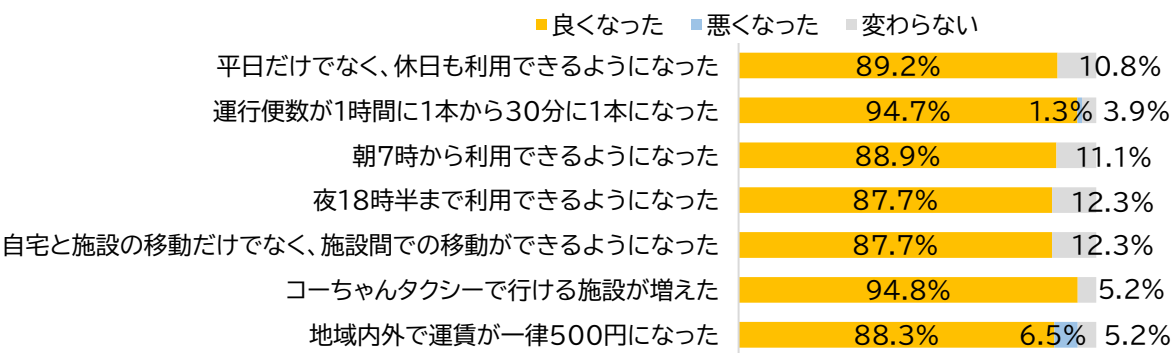 良くなった 悪くなった 変わらない
平日だけでなく、休日も利用できるようになった 89.2% 10.8%
運行便数が1時間に1本から30分に1本になった 94.7% 1.3% 3.9%
朝7時から利用できるようになった 88.9% 11.1%
夜18時半まで利用できるようになった 87.7% 12.3%
自宅と施設の移動だけでなく、施設間での移動ができるようになった 87.7% 12.3%
コーちゃんタクシーで行ける施設が増えた 94.8% 5.2%
地域内外で運賃が一律500円になった 88.3% 6.5% 5.2%